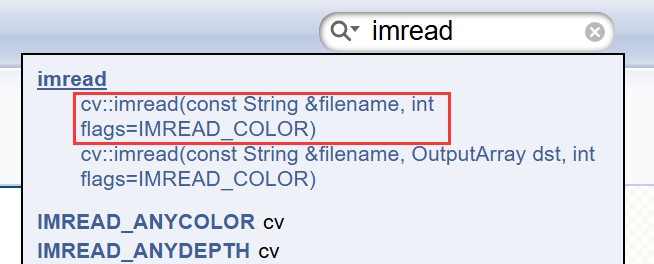 imread
imread
cv::imread(const String &filename, int
flags=IMREAD_COLOR)
cv::imread(const String &filename, OutputArray dst, int
flags=IMREAD_COLOR)
IMREAD_ANYCOLOR cv
IMREAD_ANYDEPTH cv